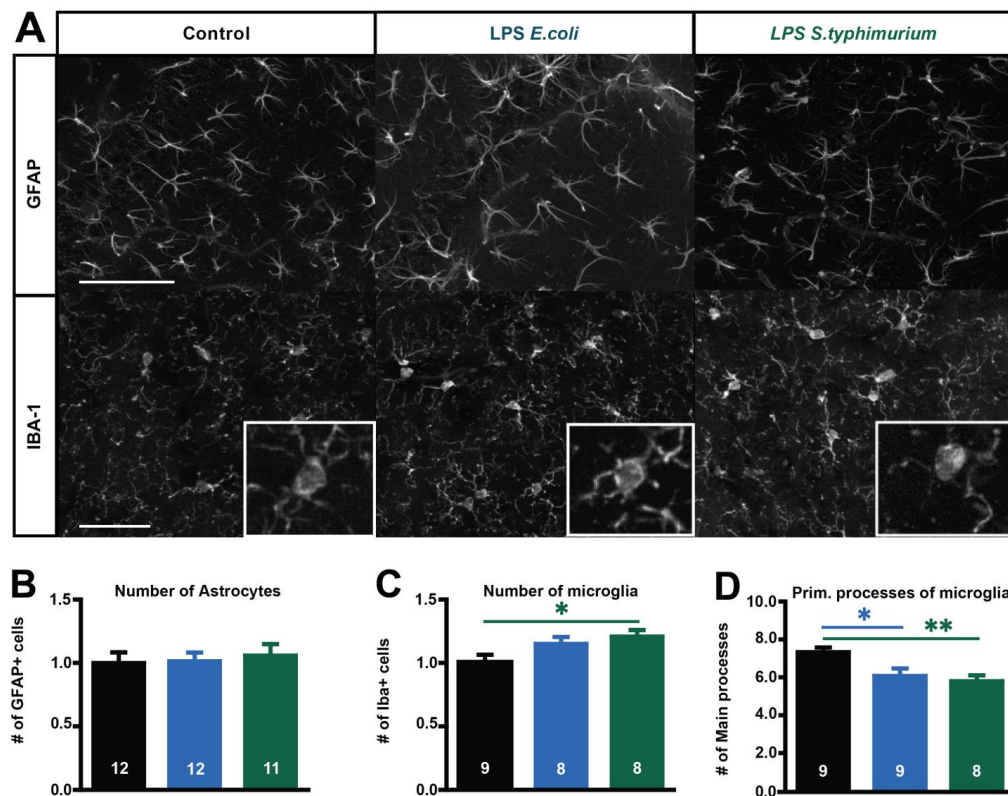 A
Control
LPS E.coli
LPS S.typhimurium
GFAP
IBA-1
B
Number of Astrocytes
# of GFAP+ cells
1.5
1.0
0.5
0.0
12
12
11
C
Number of microglia
# of Iba+ cells
1.5
1.0
0.5
0.0
*
9
8
8
D
Prim. processes of microglia
# of Main processes
10.0
8.0
6.0
4.0
2.0
0.0
*
**
9
9
8